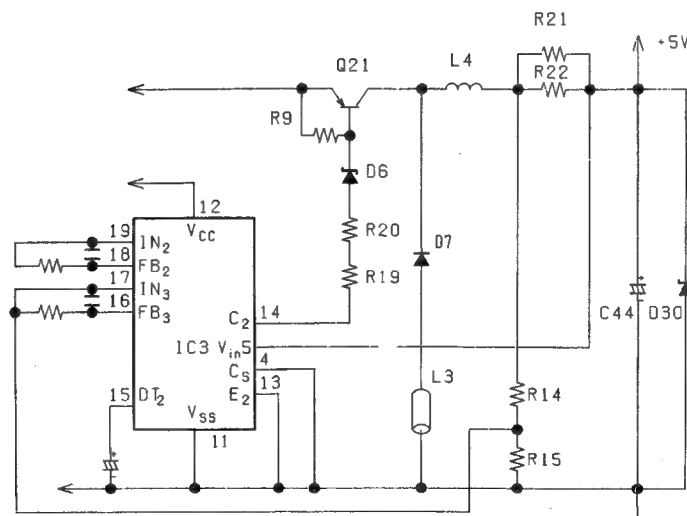 R21
+5V
Q21
L4
R22
R9
D6
12
VCC
19
IN2
18
FB2
17
IN3
16
FB3
R20
D7
R19
C2
14
IC3
Vin5
4
CS
13
E2
C44
D30
15
DT2
VSS
11
L3
R14
R15